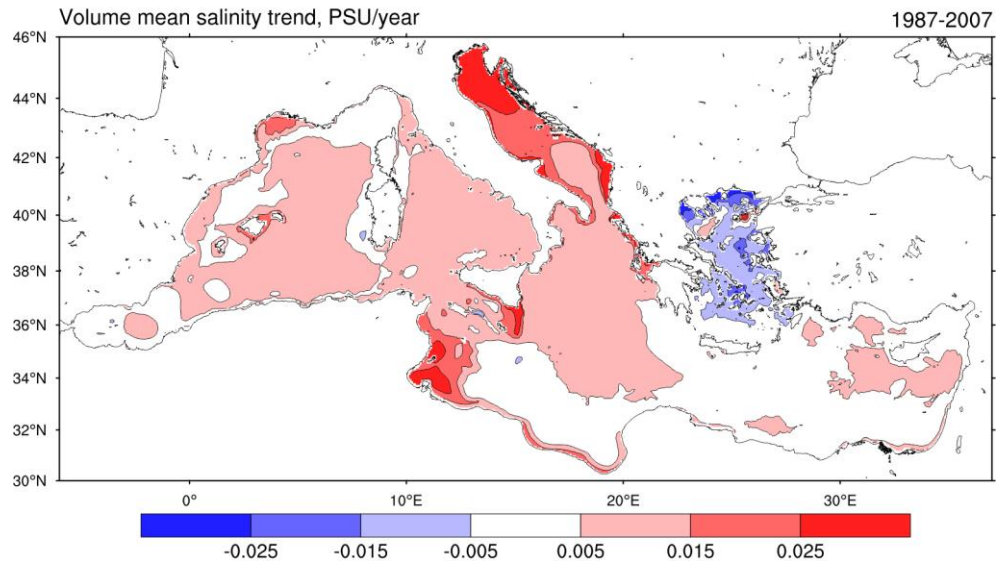 Volume mean salinity trend, PSU/year 1987-2007
46°N
44°N
42°N
40°N
38°N
36°N
34°N
32°N
30°N
0° 10°E 20°E 30°E
-0.025 -0.015 -0.005 0.005 0.015 0.025